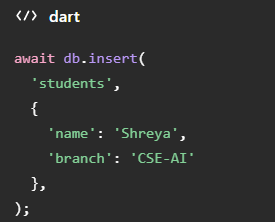 </> dart
await db.insert(
  'students',
  {
    'name': 'Shreya',
    'branch': 'CSE-AI'
  },
);